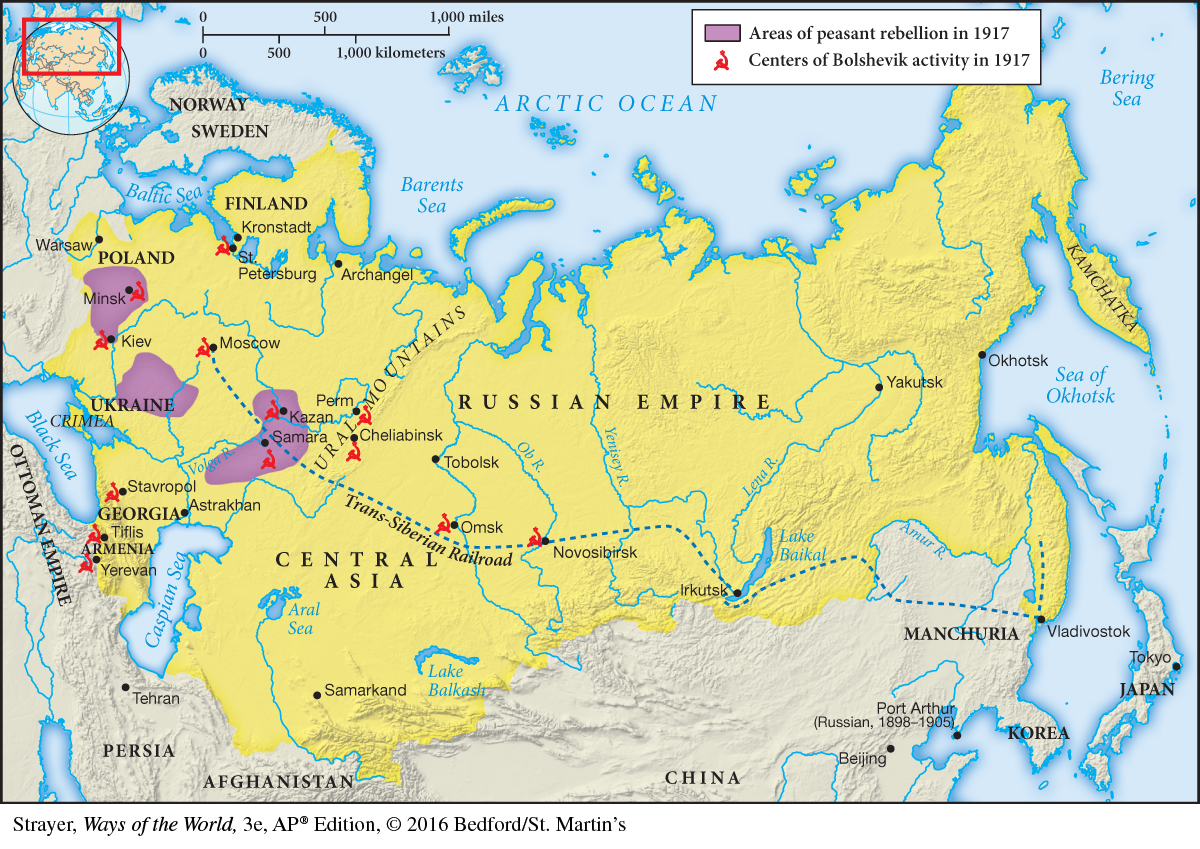 0 500 1,000 miles
0 500 1,000 kilometers
Areas of peasant rebellion in 1917
Centers of Bolshevik activity in 1917
ARCTIC OCEAN
Bering
Sea
NORWAY
SWEDEN
Baltic Sea
FINLAND
Barents
Sea
Kronstadt
St.
Petersburg
Archangel
Warsaw
POLAND
Minsk
Kiev
Moscow
URAL MOUNTAINS
KAMCHATKA
Okhotsk
Sea of
Okhotsk
Yakutsk
RUSSIAN EMPIRE
UKRAINE
CRIMEA
Black Sea
Perm
Kazan
Samara
Cheliabinsk
Volga R.
Tobolsk
Ob R.
Yenisey R.
Lena R.
OTTOMAN EMPIRE
Stavropol
Astrakhan
GEORGIA
Tiflis
ARMENIA
Yerevan
Caspian Sea
Trans-Siberian Railroad
Omsk
Novosibirsk
CENTRAL
ASIA
Lake
Baikal
Amur R.
Irkutsk
Aral
Sea
MANCHURIA
Vladivostok
Lake
Balkash
Samarkand
Tehran
Tokyo
JAPAN
Port Arthur
(Russian, 1898–1905)
KOREA
Beijing
PERSIA
AFGHANISTAN
CHINA
Strayer, Ways of the World, 3e, AP® Edition, © 2016 Bedford/St. Martin's